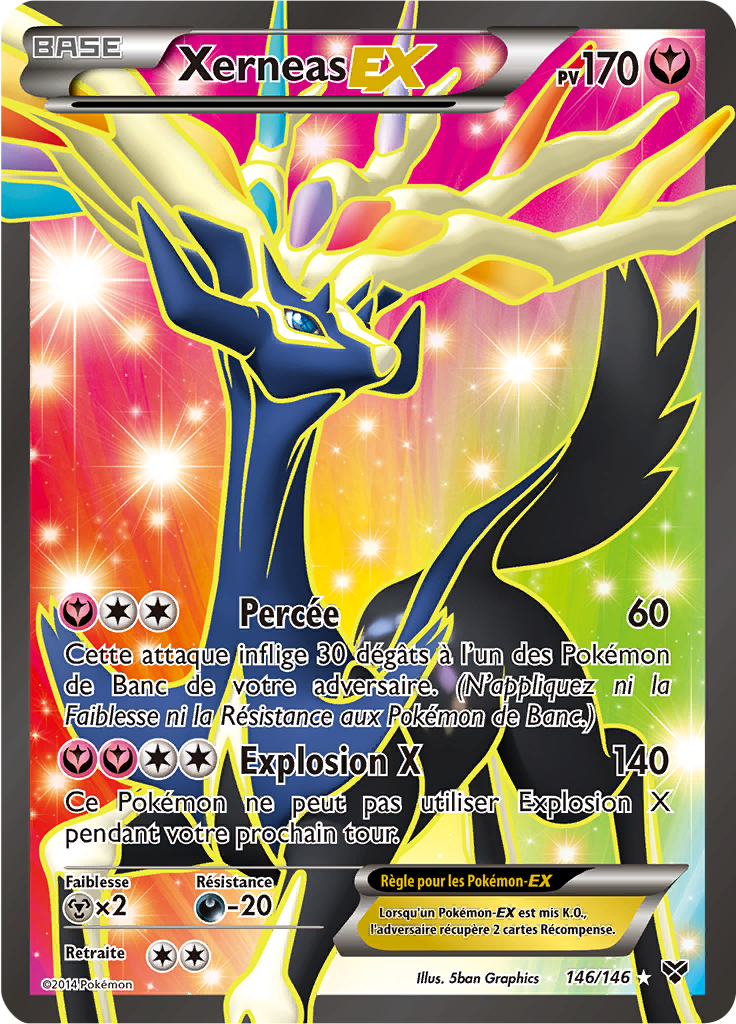 BASE
Xerneas EX
PV170
Percée 60
Cette attaque inflige 30 dégâts à l'un des Pokémon
de Banc de votre adversaire. (N'appliquez ni la
Faiblesse ni la Résistance aux Pokémon de Banc.)
Explosion X 140
Ce Pokémon ne peut pas utiliser Explosion X
pendant votre prochain tour.
Faiblesse Résistance
×2 -20
Retraite
Règle pour les Pokémon-EX
Lorsqu'un Pokémon-EX est mis K.O.,
l'adversaire récupère 2 cartes Récompense.
©2014 Pokémon
Illus. 5ban Graphics 146/146 ★ XY